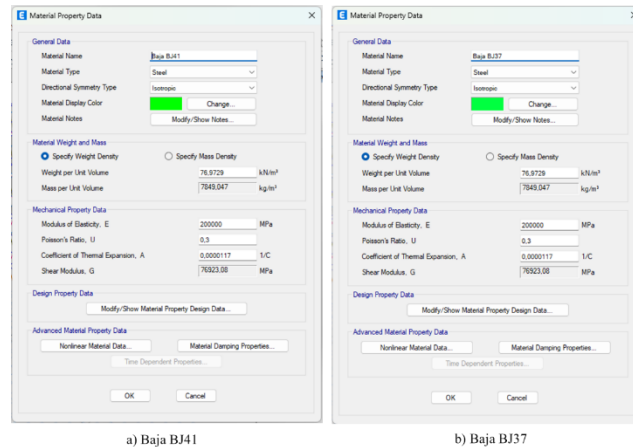 Material Property Data
General Data
Material Name Baja BJ41
Material Type Steel
Directional Symmetry Type Isotropic
Material Display Color Change...
Material Notes Modify/Show Notes...
Material Weight and Mass
Specify Weight Density Specify Mass Density
Weight per Unit Volume 76,9729 kN/m³
Mass per Unit Volume 7849,047 kg/m³
Mechanical Property Data
Modulus of Elasticity, E 200000 MPa
Poisson's Ratio, U 0,3
Coefficient of Thermal Expansion, A 0,0000117 1/C
Shear Modulus, G 76923,08 MPa
Design Property Data
Modify/Show Material Property Design Data...
Advanced Material Property Data
Nonlinear Material Data... Material Damping Properties...
Time Dependent Properties...
OK Cancel
a) Baja BJ41
Material Property Data
General Data
Material Name Baja BJ37
Material Type Steel
Directional Symmetry Type Isotropic
Material Display Color Change...
Material Notes Modify/Show Notes...
Material Weight and Mass
Specify Weight Density Specify Mass Density
Weight per Unit Volume 76,9729 kN/m³
Mass per Unit Volume 7849,047 kg/m³
Mechanical Property Data
Modulus of Elasticity, E 200000 MPa
Poisson's Ratio, U 0,3
Coefficient of Thermal Expansion, A 0,0000117 1/C
Shear Modulus, G 76923,08 MPa
Design Property Data
Modify/Show Material Property Design Data...
Advanced Material Property Data
Nonlinear Material Data... Material Damping Properties...
Time Dependent Properties...
OK Cancel
b) Baja BJ37